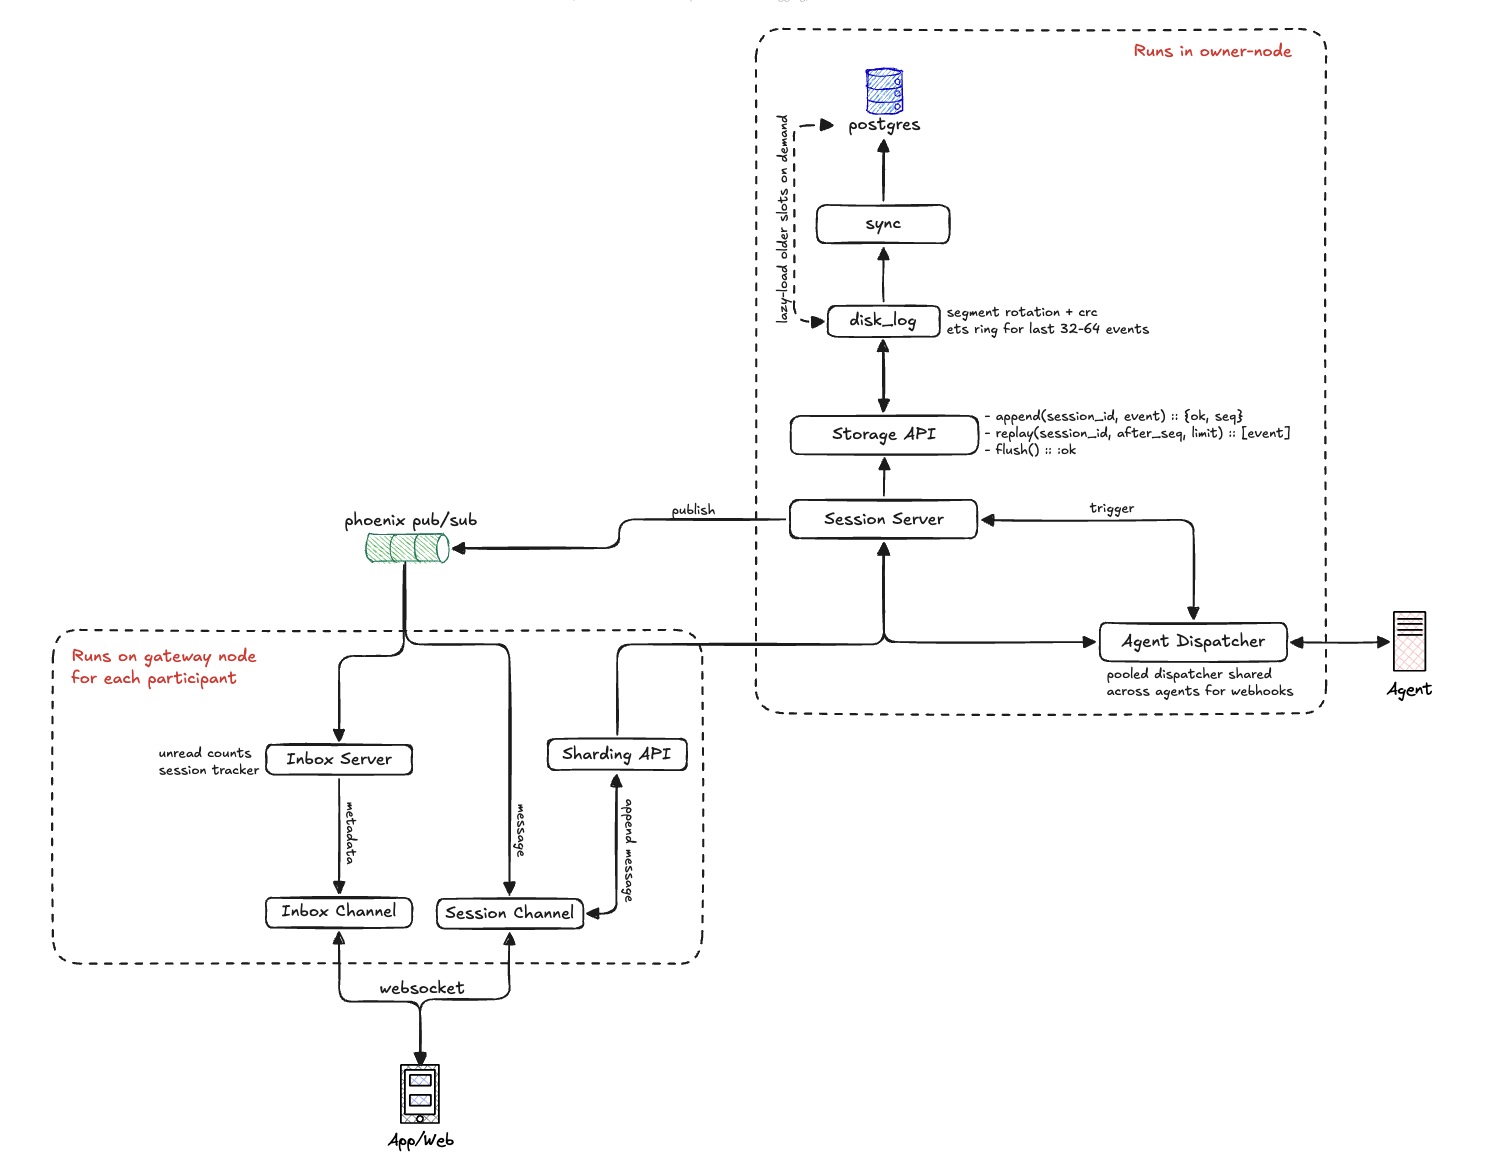 Runs in owner-node
postgres
lazy-load older slots on demand
sync
disk_log
segment rotation + crc
ets ring for last 32-64 events
Storage API
- append(session_id, event) :: {ok, seq}
- replay(session_id, after_seq, limit) :: [event]
- flush() :: :ok
Session Server
publish
trigger
phoenix pub/sub
Agent Dispatcher
pooled dispatcher shared
across agents for webhooks
Agent
Runs on gateway node
for each participant
unread counts
session tracker
Inbox Server
Sharding API
metadata
message
append message
Inbox Channel
Session Channel
websocket
App/Web